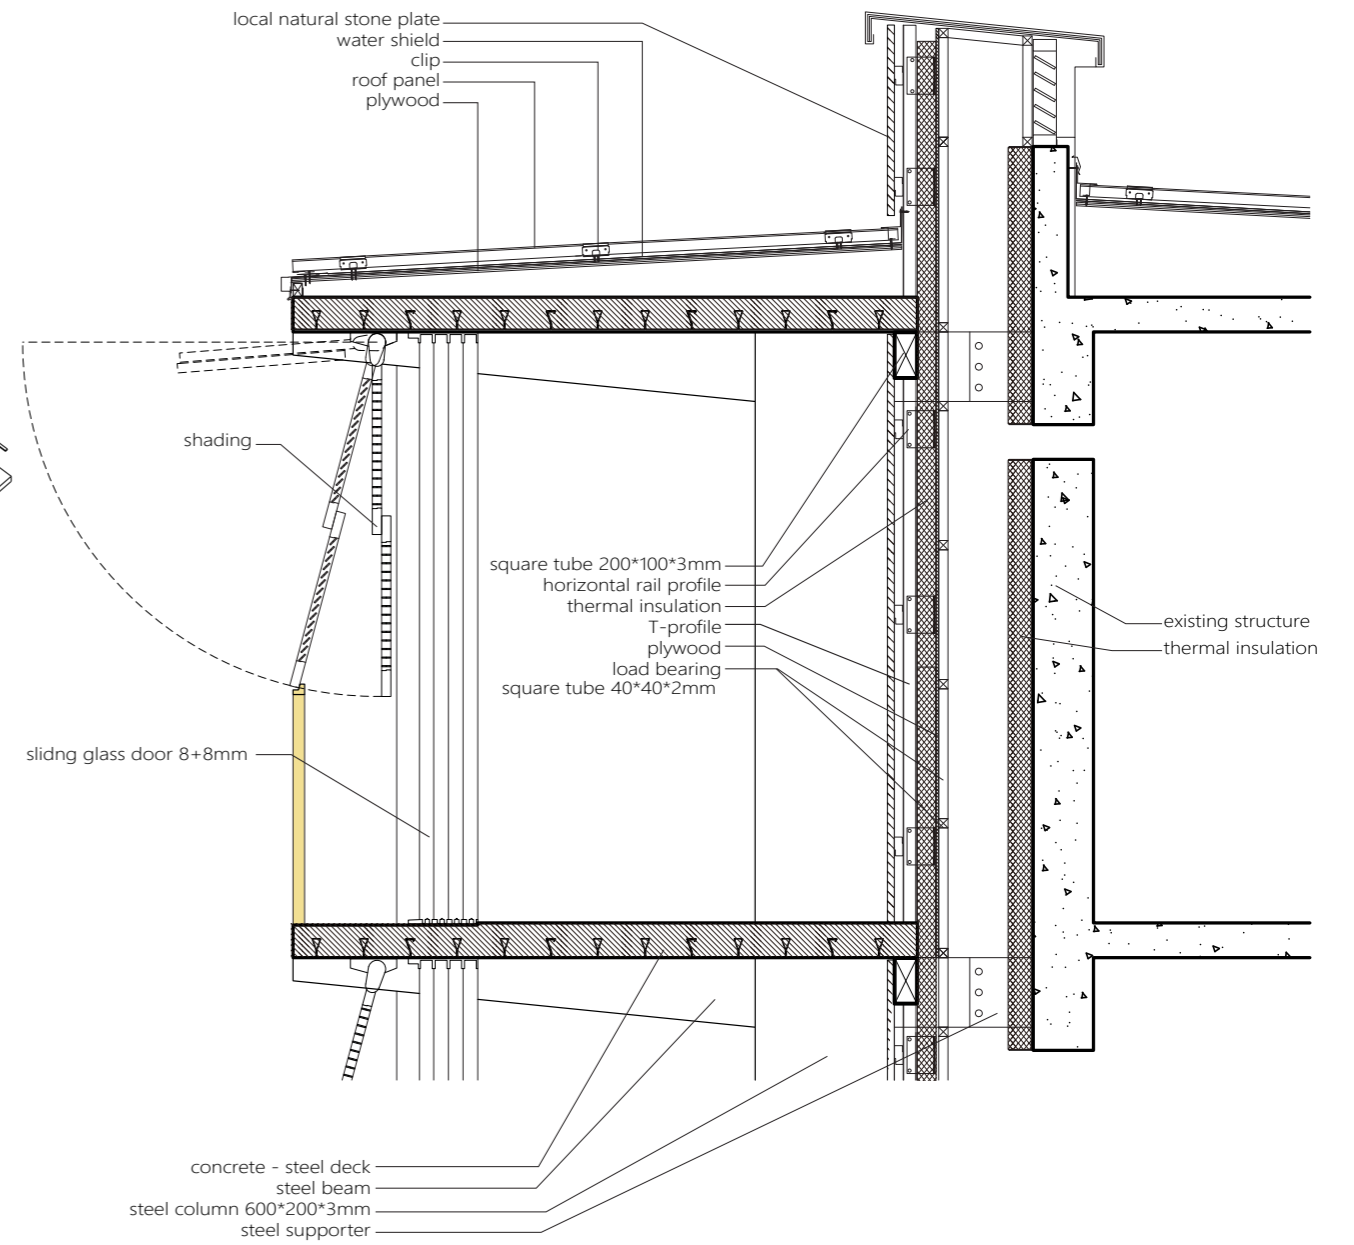 local natural stone plate
water shield
clip
roof panel
plywood
shading
square tube 200*100*3mm
horizontal rail profile
thermal insulation
T-profile
plywood
load bearing
square tube 40*40*2mm
existing structure
thermal insulation
slidng glass door 8+8mm
concrete - steel deck
steel beam
steel column 600*200*3mm
steel supporter